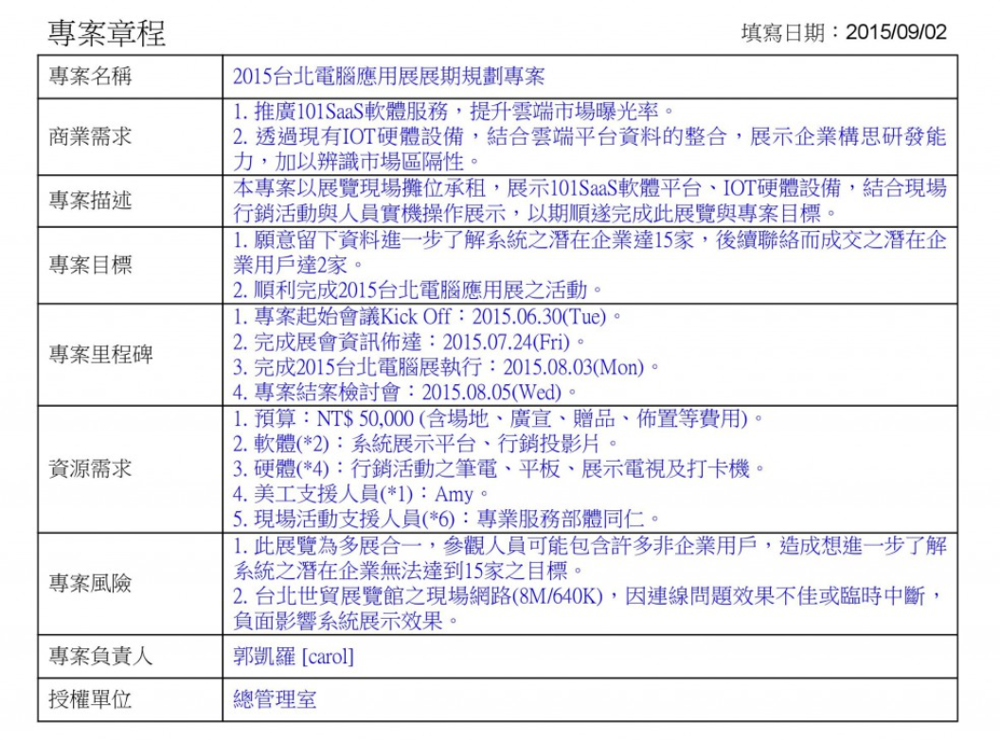 專案章程
填寫日期：2015/09/02
專案名稱
2015台北電腦應用展展期規劃專案
商業需求
1. 推廣101SaaS軟體服務，提升雲端市場曝光率。
2. 透過現有IOT硬體設備，結合雲端平台資料的整合，展示企業構思研發能
力，加以辨識市場區隔性。
專案描述
本專案以展覽現場攤位承租，展示101SaaS軟體平台、IOT硬體設備，結合現場
行銷活動與人員實機操作展示，以期順遂完成此展覽與專案目標。
專案目標
1. 願意留下資料進一步了解系統之潛在企業達15家，後續聯絡而成交之潛在企
業用戶達2家。
2. 順利完成2015台北電腦應用展之活動。
專案里程碑
1. 專案起始會議Kick Off：2015.06.30(Tue)。
2. 完成展會資訊佈達：2015.07.24(Fri)。
3. 完成2015台北電腦展執行：2015.08.03(Mon)。
4. 專案結案檢討會：2015.08.05(Wed)。
資源需求
1. 預算：NT$ 50,000 (含場地、廣宣、贈品、佈置等費用)。
2. 軟體(*2)：系統展示平台、行銷投影片。
3. 硬體(*4)：行銷活動之筆電、平板、展示電視及打卡機。
4. 美工支援人員(*1)：Amy。
5. 現場活動支援人員(*6)：專業服務部體同仁。
專案風險
1. 此展覽為多展合一，參觀人員可能包含許多非企業用戶，造成想進一步了解
系統之潛在企業無法達到15家之目標。
2. 台北世貿展覽館之現場網路(8M/640K)，因連線問題效果不佳或臨時中斷，
負面影響系統展示效果。
專案負責人
郭凱羅 [carol]
授權單位
總管理室